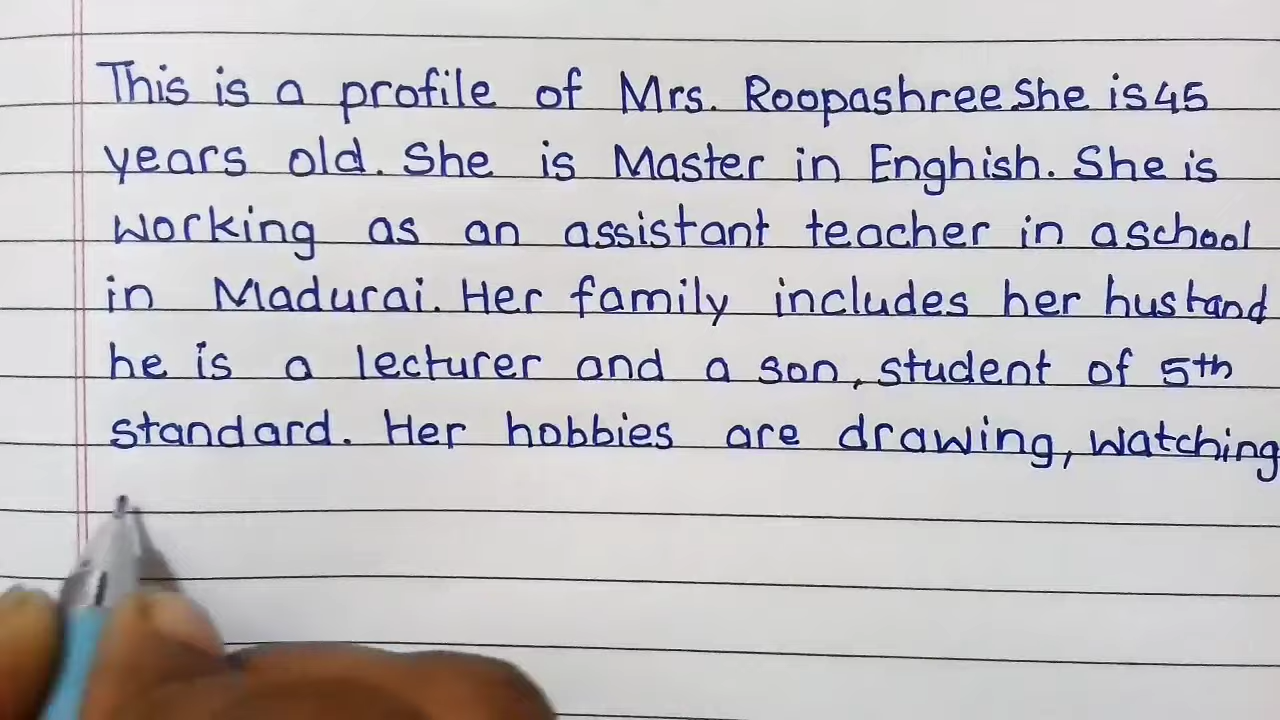 This is a profile of Mrs. Roopashree She is 45
years old. She is Master in Enghish. She is
working as an assistant teacher in a school
in Madurai. Her family includes her hustand
he is a lecturer and a son, student of 5th
standard. Her hobbies are drawing, watching